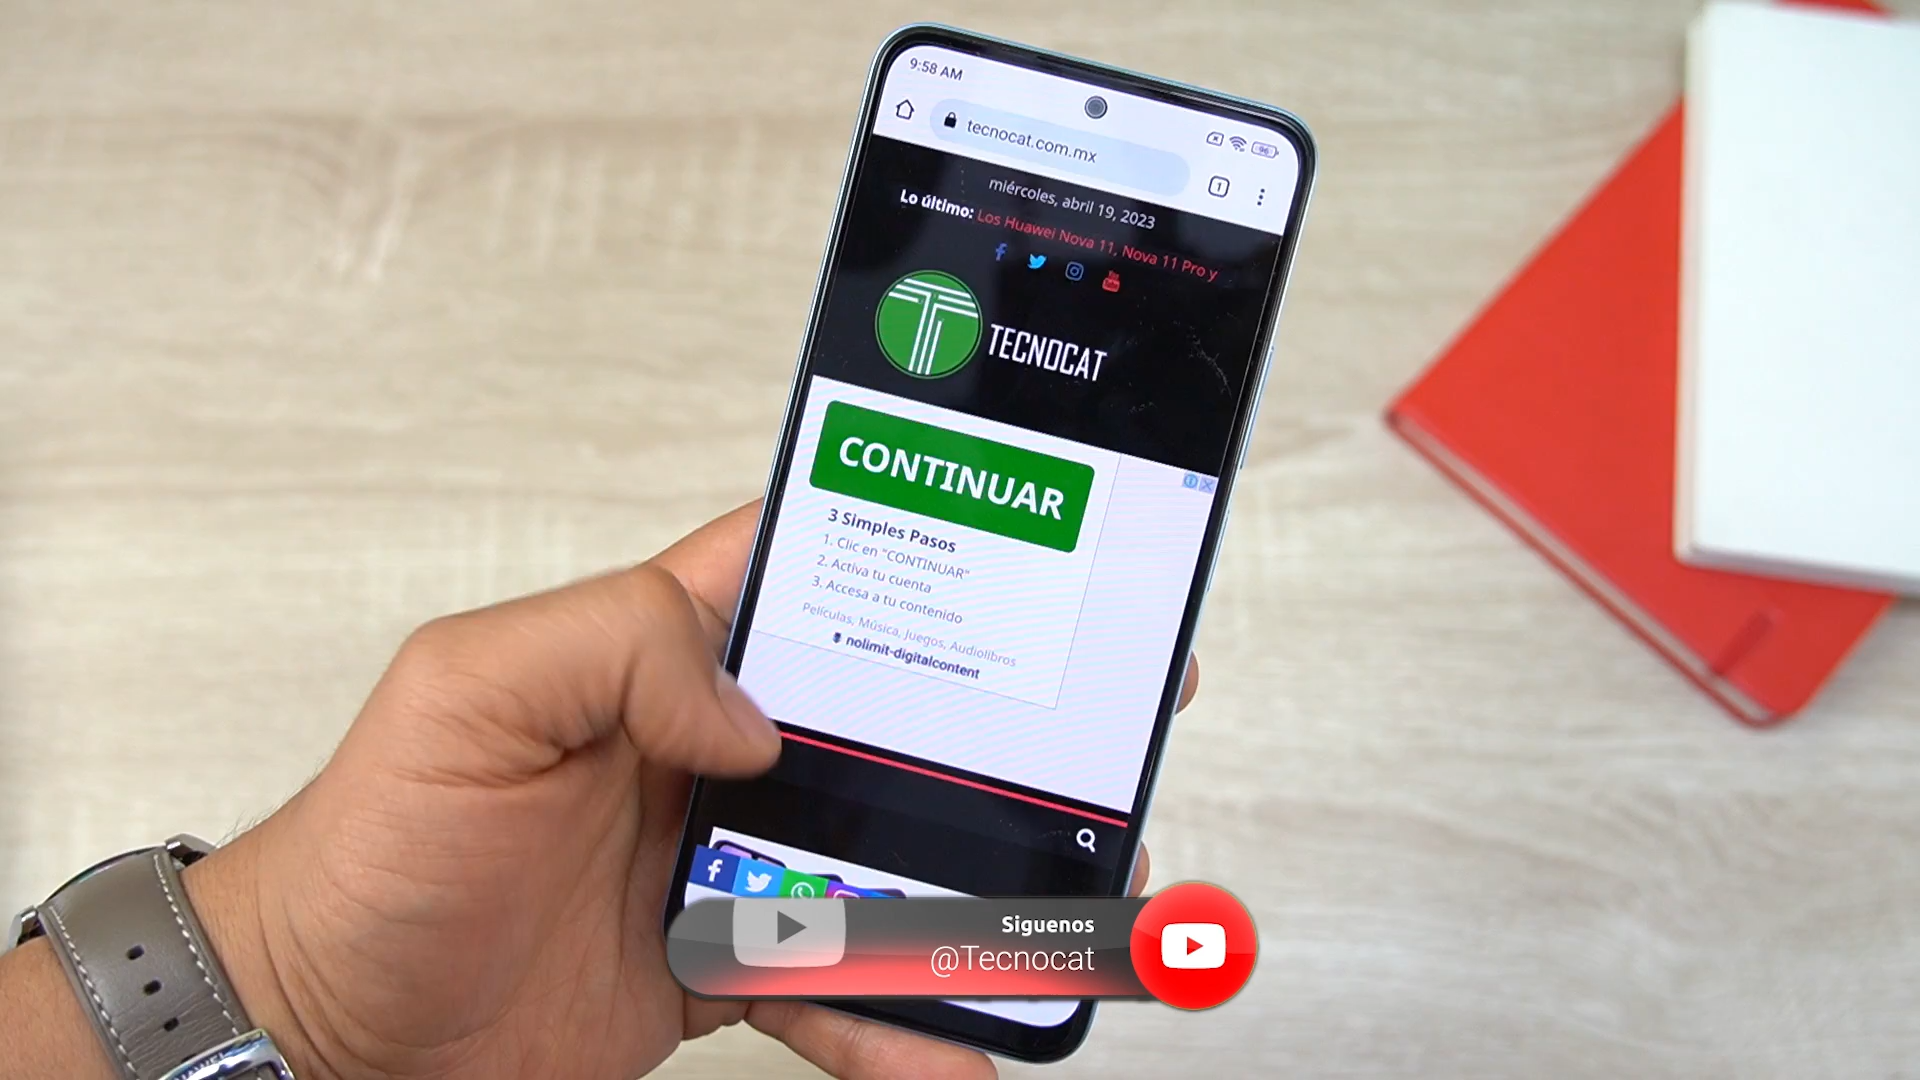 9:58 AM
96
tecnocat.com.mx
1
miércoles, abril 19, 2023
Lo último: Los Huawei Nova 11, Nova 11 Pro y
TECNOCAT
CONTINUAR
3 Simples Pasos
1. Clic en "CONTINUAR"
2. Activa tu cuenta
3. Accesa a tu contenido
Películas, Música, Juegos, Audiolibros
nolimit-digitalcontent
Siguenos
@Tecnocat